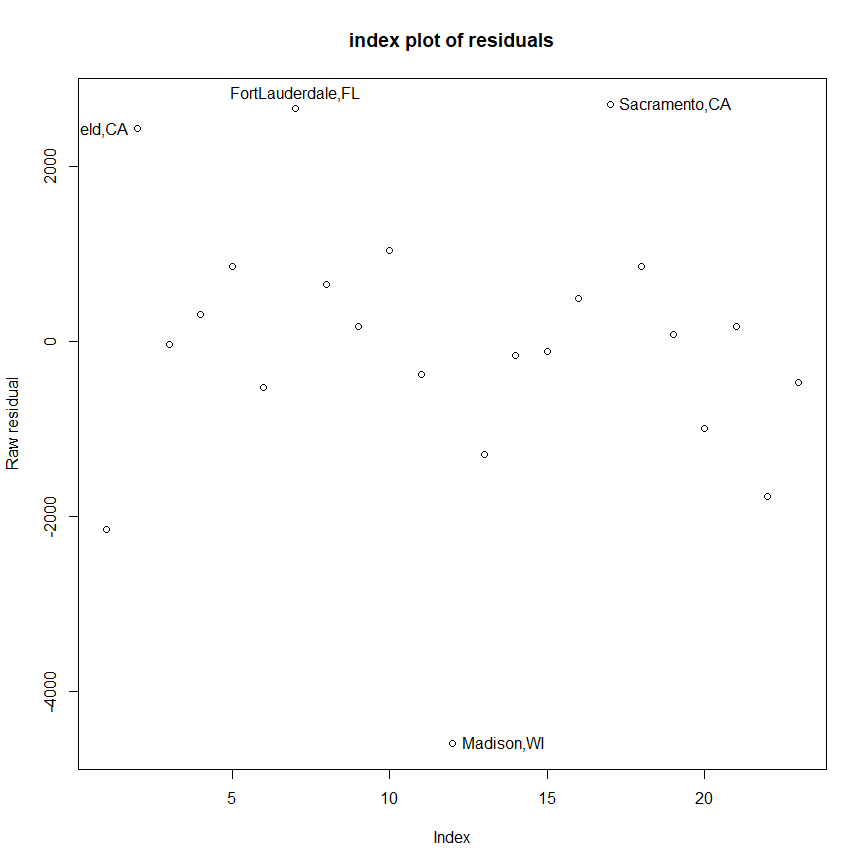 index plot of residuals
FortLauderdale,FL
Sacramento,CA
eld,CA
2000
0
-2000
-4000
Raw residual
Madison,WI
5
10
15
20
Index